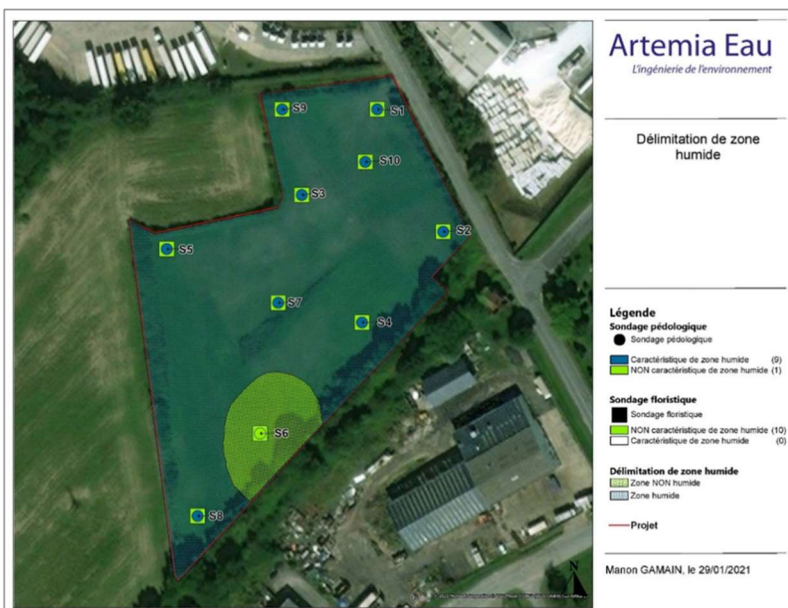 Artemia Eau
L'ingénierie de l'environnement
Délimitation de zone
humide
S9
S1
S10
S3
S2
S5
S7
S4
S6
S8
N
Légende
Sondage pédologique
Sondage pédologique
Caractéristique de zone humide (9)
NON caractéristique de zone humide (1)
Sondage floristique
Sondage floristique
NON caractéristique de zone humide (10)
Caractéristique de zone humide (0)
Délimitation de zone humide
Zone NON humide
Zone humide
Projet
Manon GAMAIN, le 29/01/2021